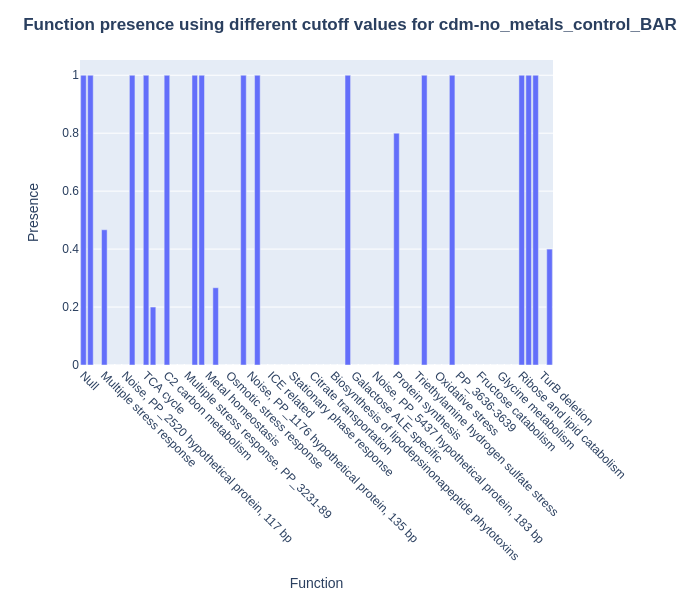 Function presence using different cutoff values for cdm-no_metals_control_BAR
Presence
1
0.8
0.6
0.4
0.2
0
Null
Multiple stress response
Noise, PP_2520 hypothetical protein, 117 bp
TCA cycle
C2 carbon metabolism
Multiple stress response, PP_3231-89
Metal homeostasis
Osmotic stress response
Noise, PP_1176 hypothetical protein, 135 bp
ICE related
Stationary phase response
Citrate transportation
Biosynthesis of lipodepsinonapeptide phytotoxins
Galactose ALE specific
Noise, PP_5437 hypothetical protein, 183 bp
Protein synthesis
Triethylamine hydrogen sulfate stress
Oxidative stress
PP_3636-3639
Fructose catabolism
Glycine metabolism
Ribose and lipid catabolism
TurB deletion
Function